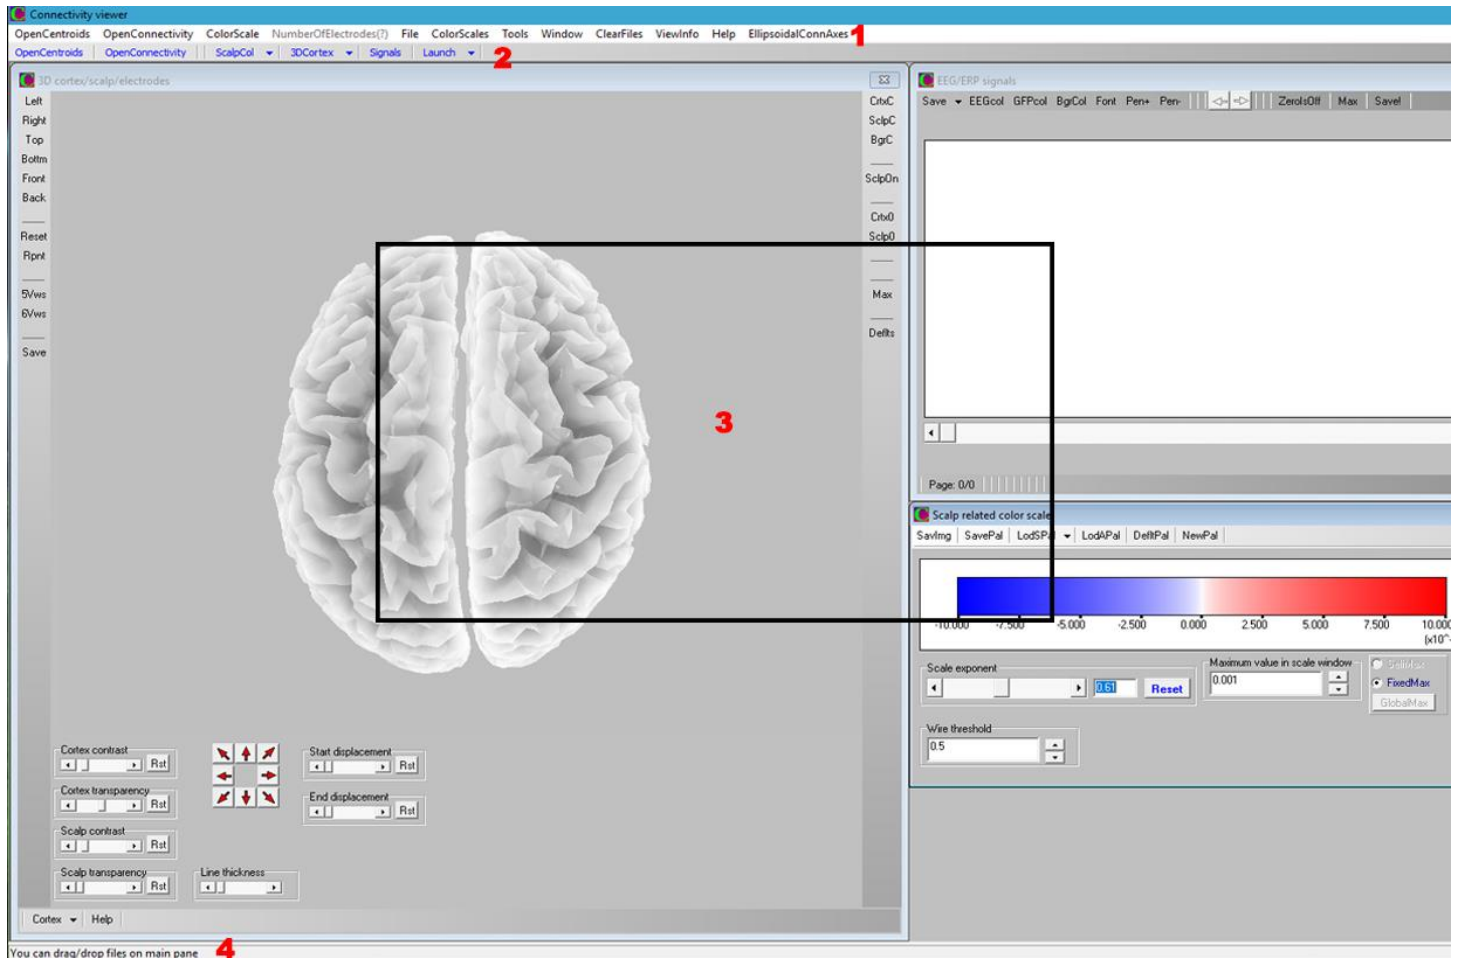 Connectivity viewer
OpenCentroids OpenConnectivity ColorScale NumberOfElectrodes(?) File ColorScales Tools Window ClearFiles ViewInfo Help EllipsoidalConnAxes 1
OpenCentroids OpenConnectivity ScalpCol 3DCortex Signals Launch 2
3D cortex/scalp/electrodes
Left
Right
Top
Bottm
Front
Back
Reset
Rpnt
5Vws
6Vws
Save
CrtxC
SclpC
BgrC
SclpOn
Crtx0
Sclp0
Max
Deflts
3
Cortex contrast
Rst
Cortex transparency
Rst
Scalp contrast
Rst
Scalp transparency
Rst
Line thickness
Start displacement
Rst
End displacement
Rst
Cortex Help
EEG/ERP signals
Save EEGcol GFPcol BgrCol Font Pen+ Pen- ZeroIsOff Max Save!
Page: 0/0
Scalp related color scale
SavImg SavePal LodSPal LodAPal DefltPal NewPal
-10.000 -7.500 -5.000 -2.500 0.000 2.500 5.000 7.500 10.000
(x10^-
Scale exponent
0.61 Reset
Maximum value in scale window
0.001
SelfMax
FixedMax
GlobalMax
Wire threshold
0.5
You can drag/drop files on main pane 4